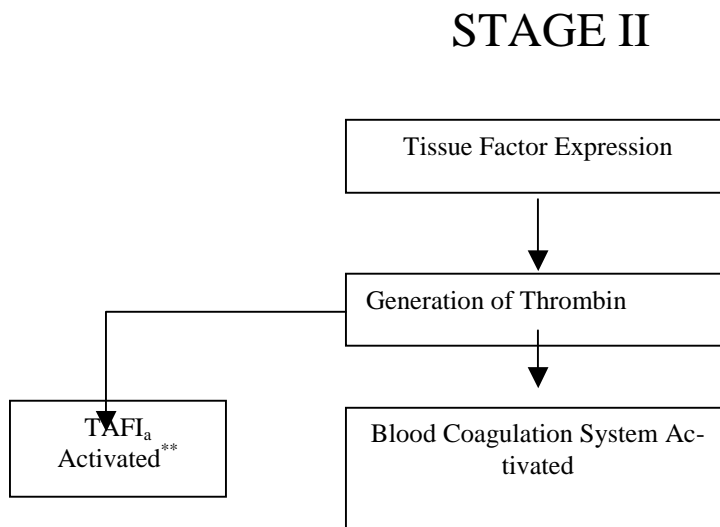 STAGE II
Tissue Factor Expression
Generation of Thrombin
TAFIₐ
Activated**
Blood Coagulation System Ac-
tivated